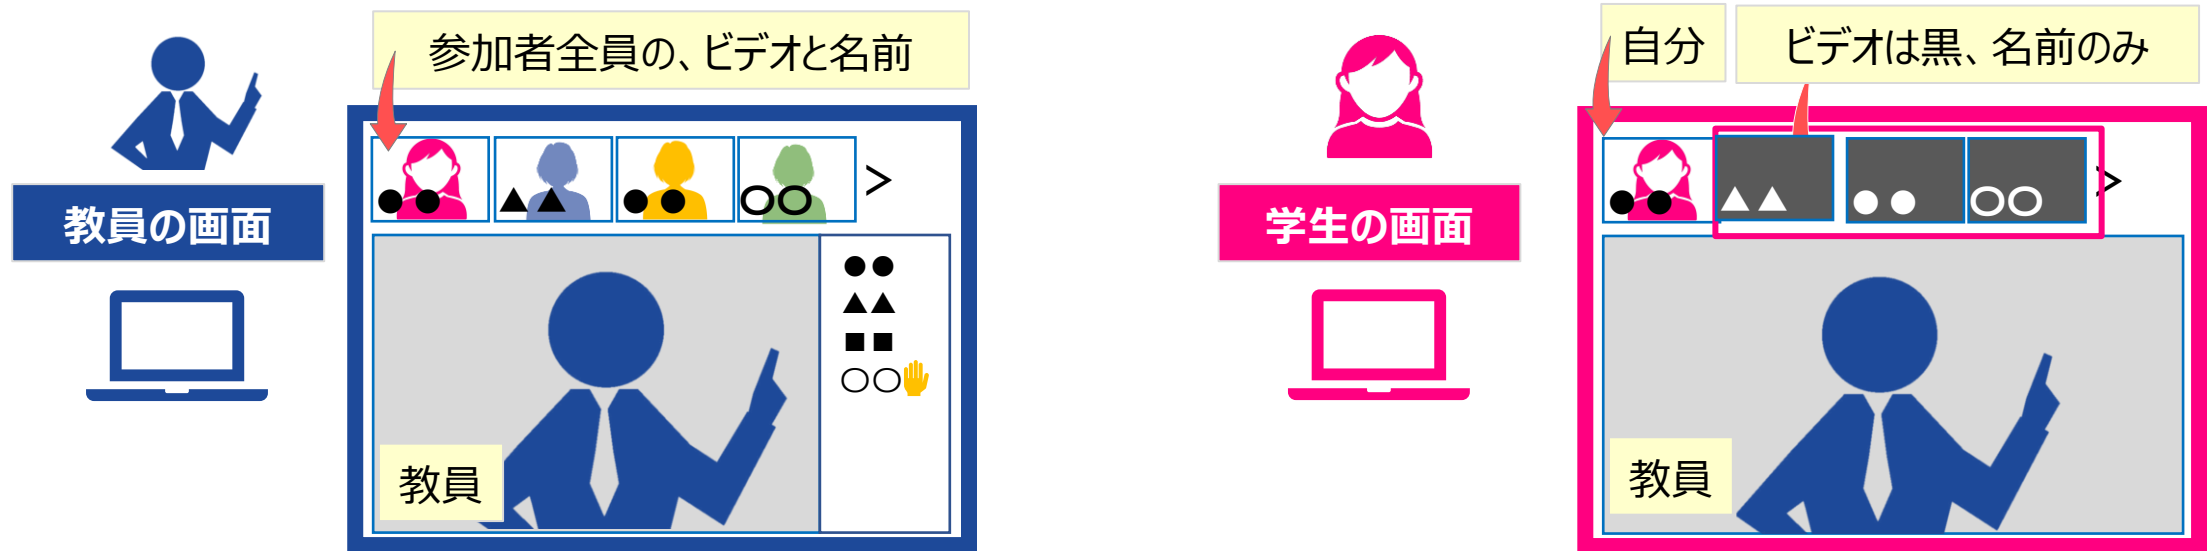 参加者全員の、ビデオと名前
教員の画面
●●
▲▲
●●
○○
>
●●
▲▲
■■
○○
教員
自分
ビデオは黒、名前のみ
学生の画面
●●
▲▲
●●
○○
>
教員